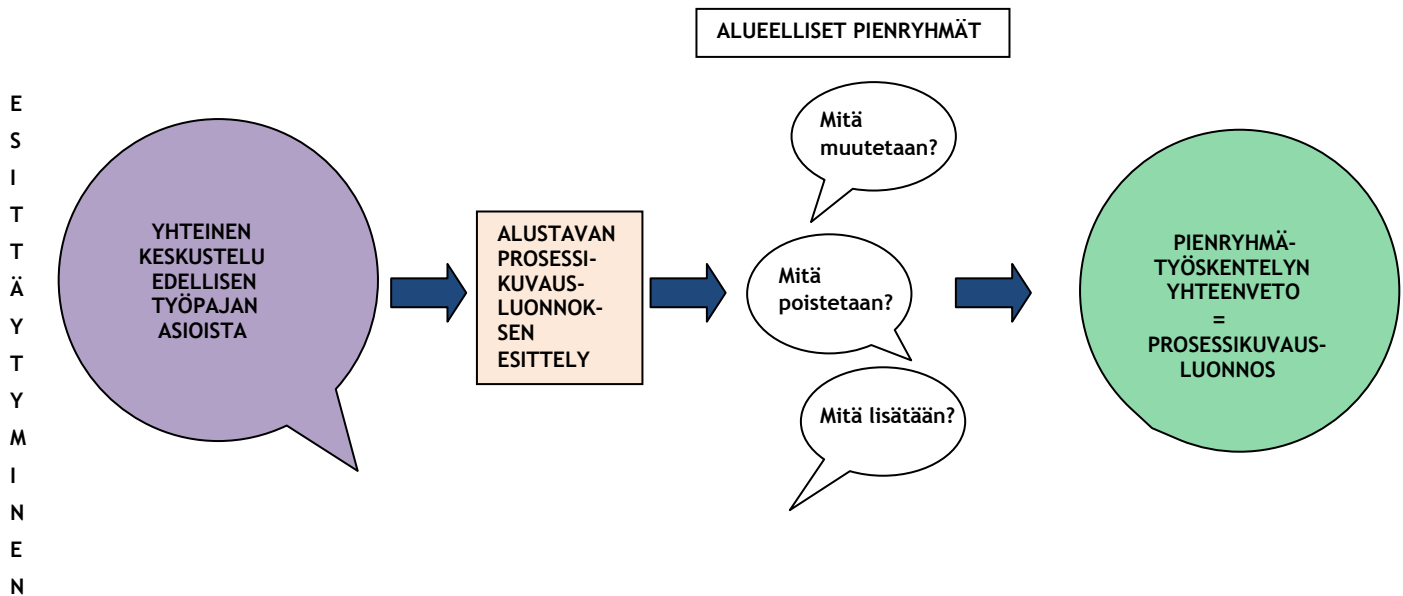 E
S
I
T
T
Ä
Y
T
Y
M
I
N
E
N
YHTEINEN
KESKUSTELU
EDELLISEN
TYÖPAJAN
ASIOISTA
ALUSTAVAN
PROSESSI-
KUVAUS-
LUONNOK-
SEN
ESITTELY
ALUEELLISET PIENRYHMÄT
Mitä
muutetaan?
Mitä
poistetaan?
Mitä lisätään?
PIENRYHMÄ-
TYÖSKENTELYN
YHTEENVETO
=
PROSESSIKUVAUS-
LUONNOS